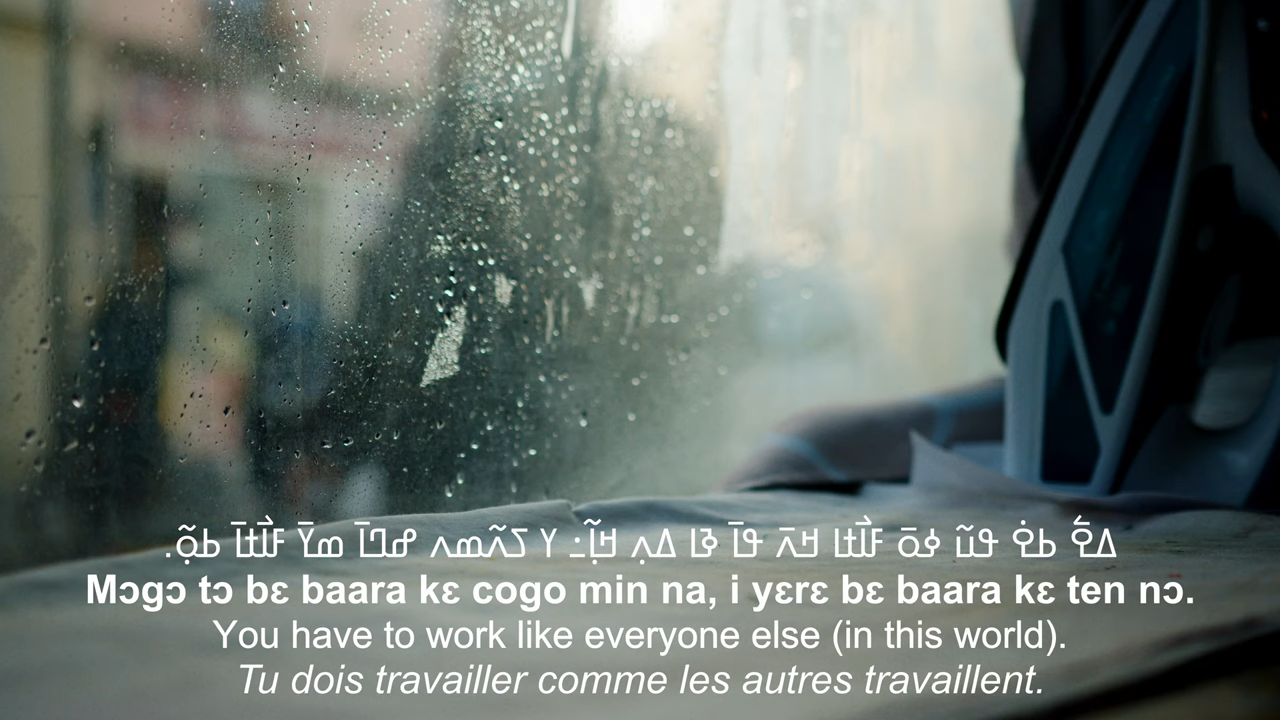 Mɔgɔ tɔ bɛ baara kɛ cogo min na, i yɛrɛ bɛ baara kɛ ten nɔ.
You have to work like everyone else (in this world).
Tu dois travailler comme les autres travaillent.